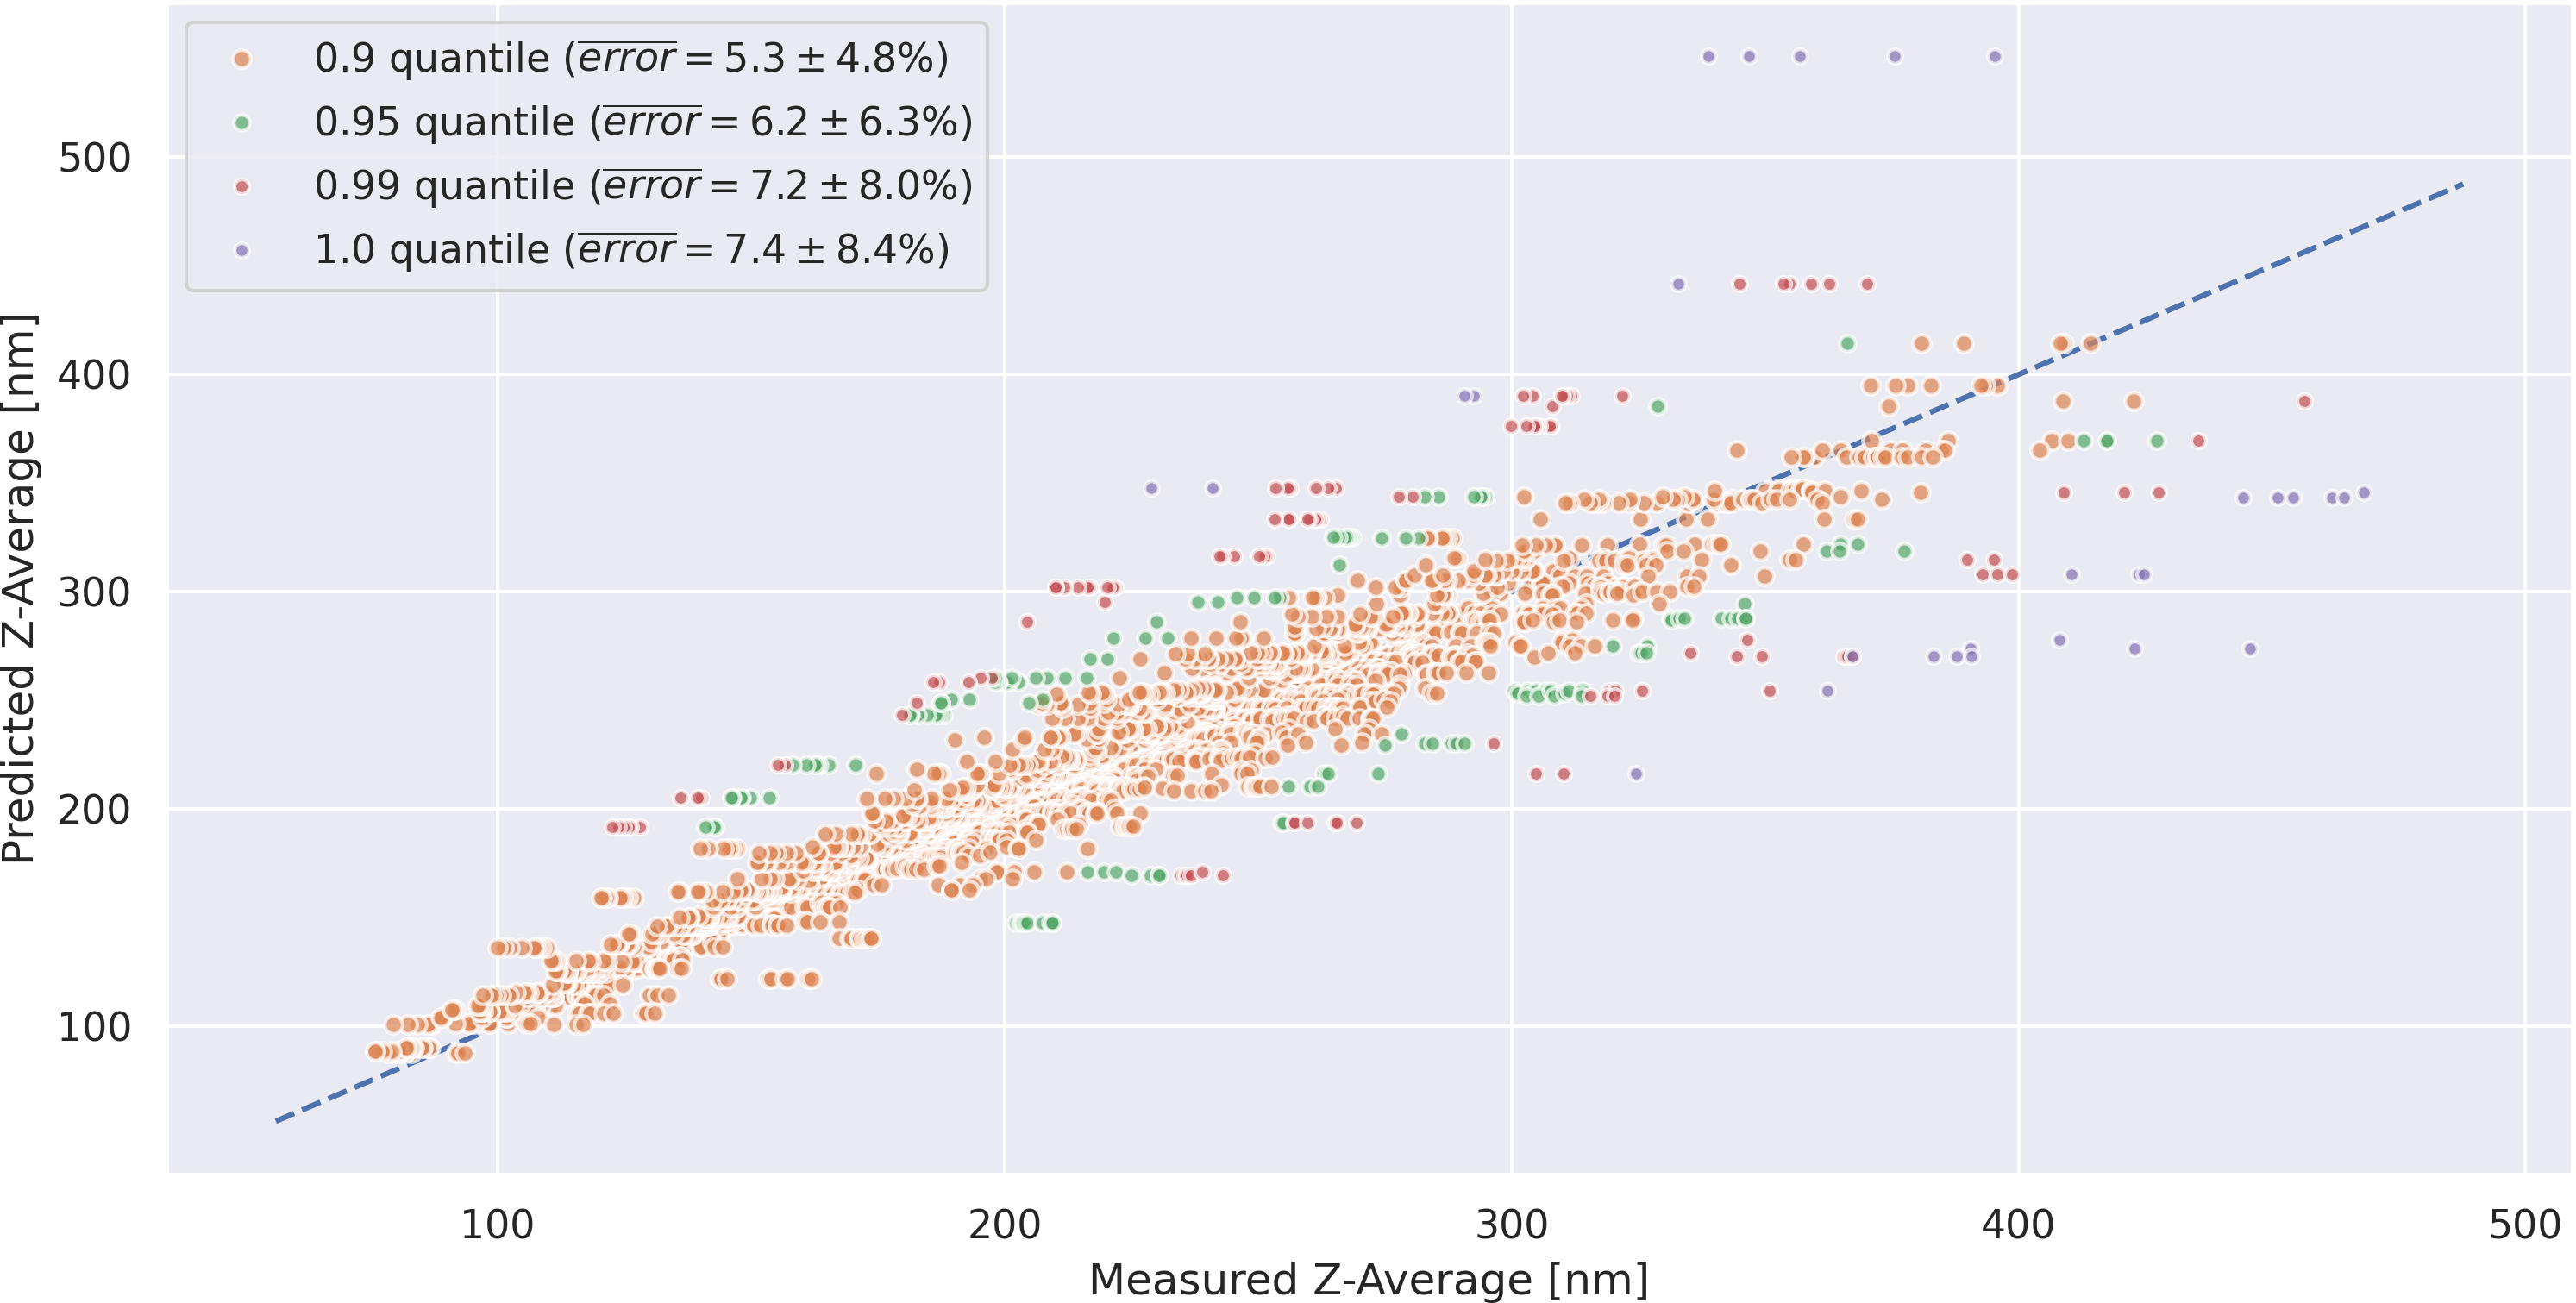 0.9 quantile (error = 5.3 ± 4.8%)
0.95 quantile (error = 6.2 ± 6.3%)
0.99 quantile (error = 7.2 ± 8.0%)
1.0 quantile (error = 7.4 ± 8.4%)
Predicted Z-Average [nm]
500
400
300
200
100
100 200 300 400 500
Measured Z-Average [nm]